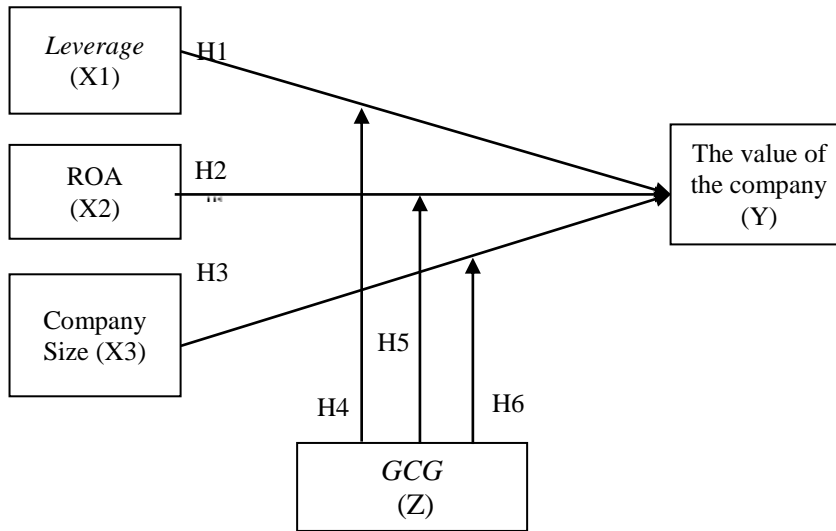 Leverage
(X1)
H1
The value of
the company
(Y)
ROA
(X2)
H2
H3
Company
Size (X3)
H5
H4
H6
GCG
(Z)